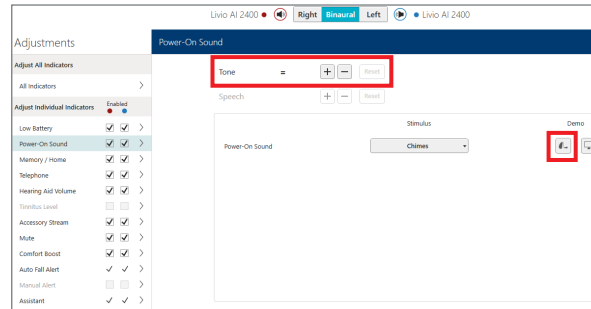 Livio AI 2400 Right Binaural Left Livio AI 2400
Adjustments
Power-On Sound
Adjust All Indicators
All Indicators
Adjust Individual Indicators Enabled
Low Battery
Power-On Sound
Memory / Home
Telephone
Hearing Aid Volume
Tinnitus Level
Accessory Stream
Mute
Comfort Boost
Auto Fall Alert
Manual Alert
Assistant
Tone = + − Reset
Speech + − Reset
Stimulus Demo
Power-On Sound Chimes